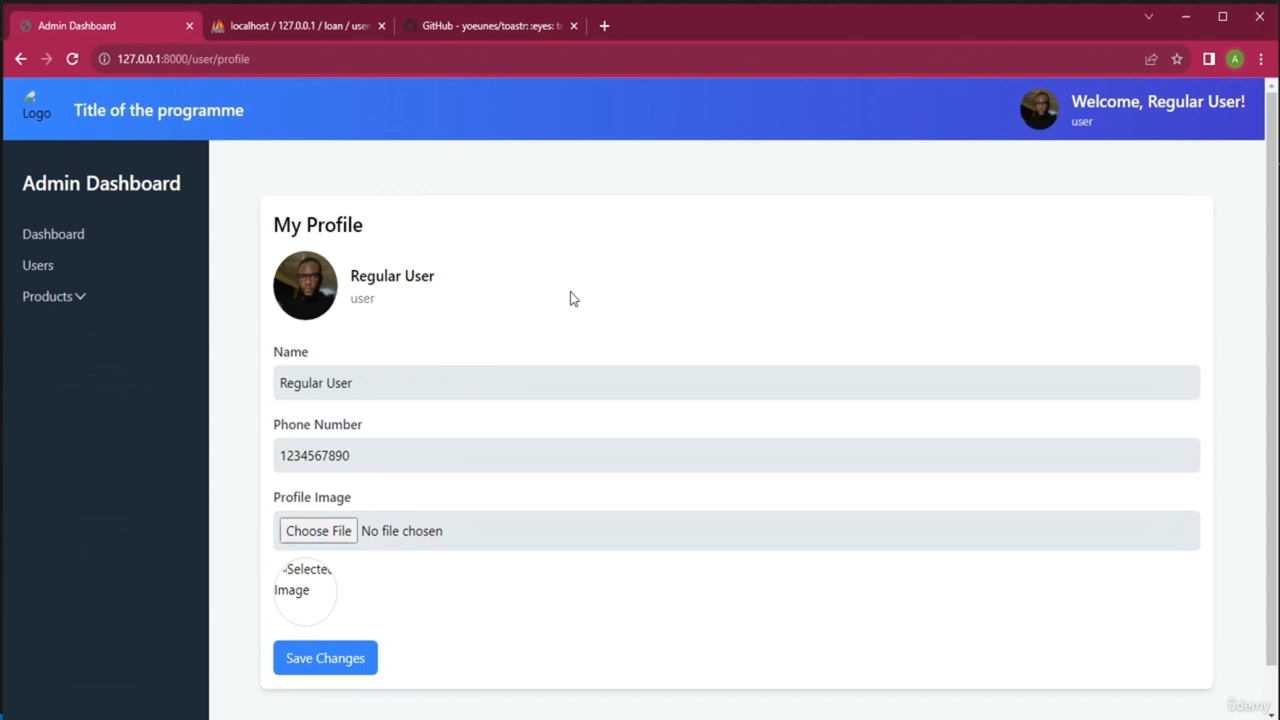 Admin Dashboard
localhost / 127.0.0.1 / loan / user
GitHub - yoeunes/toastr: :eyes: to
127.0.0.1:8000/user/profile
A
Logo
Title of the programme
Welcome, Regular User!
user
Admin Dashboard
Dashboard
Users
Products
My Profile
Regular User
user
Name
Regular User
Phone Number
1234567890
Profile Image
Choose File No file chosen
Selected
Image
Save Changes